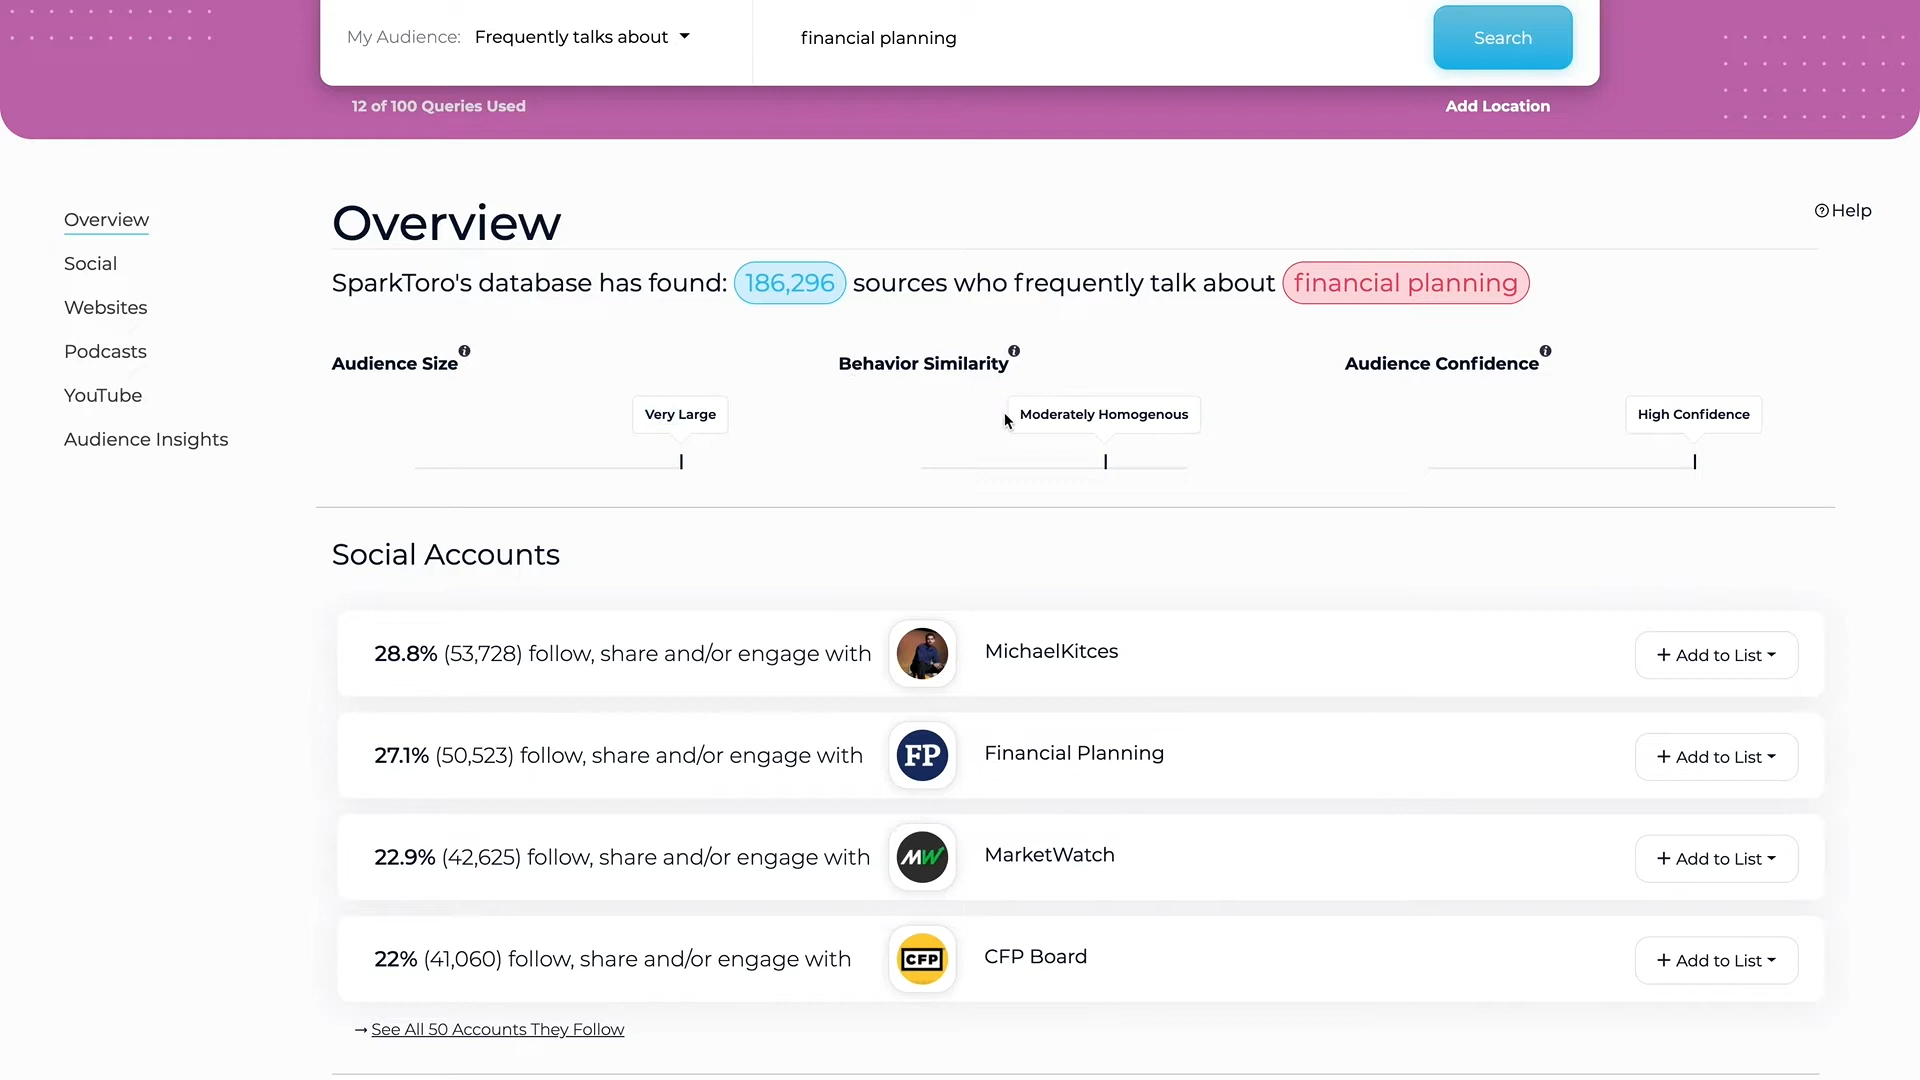 My Audience: Frequently talks about
financial planning
Search
12 of 100 Queries Used
Add Location
Overview
Social
Websites
Podcasts
YouTube
Audience Insights
Overview
Help
SparkToro's database has found: 186,296 sources who frequently talk about financial planning
Audience Size
Very Large
Behavior Similarity
Moderately Homogenous
Audience Confidence
High Confidence
Social Accounts
28.8% (53,728) follow, share and/or engage with MichaelKitces + Add to List
27.1% (50,523) follow, share and/or engage with FP Financial Planning + Add to List
22.9% (42,625) follow, share and/or engage with MW MarketWatch + Add to List
22% (41,060) follow, share and/or engage with CFP CFP Board + Add to List
→ See All 50 Accounts They Follow